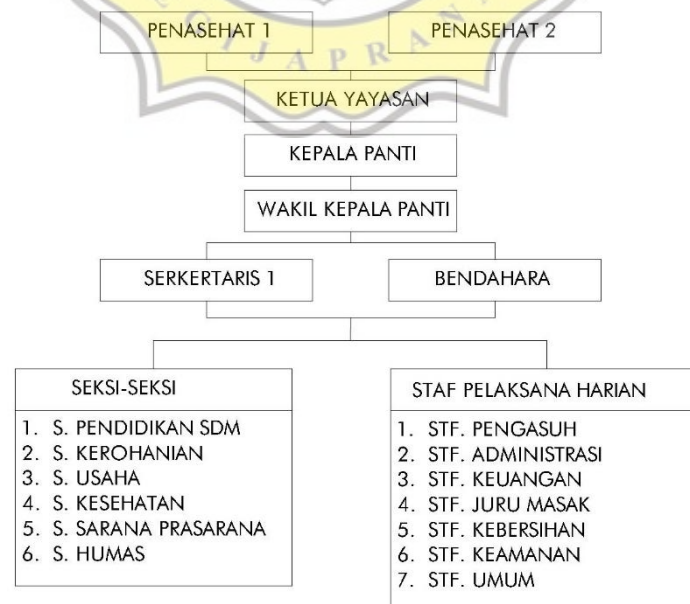 PENASEHAT 1
PENASEHAT 2
GIJAPRANA
KETUA YAYASAN
KEPALA PANTI
WAKIL KEPALA PANTI
SERKERTARIS 1
BENDAHARA
SEKSI-SEKSI
1. S. PENDIDIKAN SDM
2. S. KEROHANIAN
3. S. USAHA
4. S. KESEHATAN
5. S. SARANA PRASARANA
6. S. HUMAS
STAF PELAKSANA HARIAN
1. STF. PENGASUH
2. STF. ADMINISTRASI
3. STF. KEUANGAN
4. STF. JURU MASAK
5. STF. KEBERSIHAN
6. STF. KEAMANAN
7. STF. UMUM